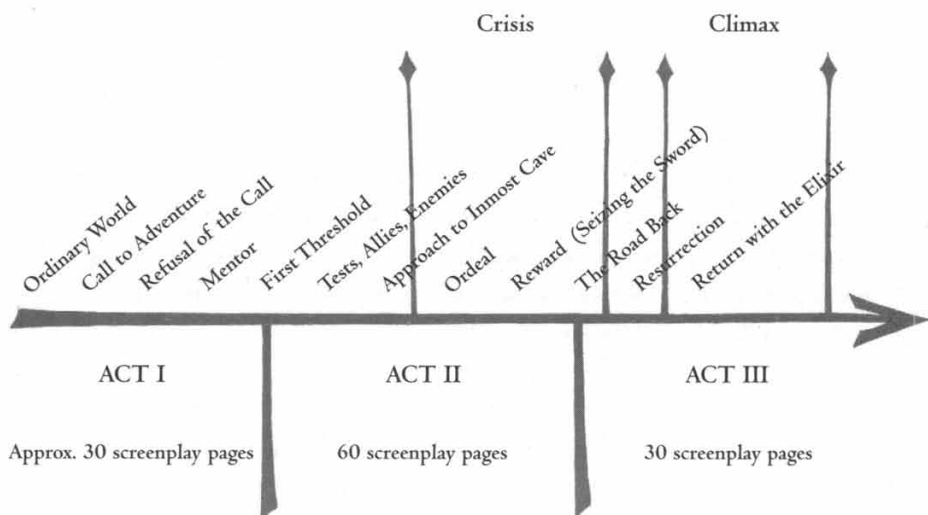 Crisis
Climax
Ordinary World
Call to Adventure
Refusal of the Call
Mentor
First Threshold
Tests, Allies, Enemies
Approach to Inmost Cave
Ordeal
Reward (Seizing the Sword)
The Road Back
Resurrection
Return with the Elixir
ACT I
ACT II
ACT III
Approx. 30 screenplay pages
60 screenplay pages
30 screenplay pages